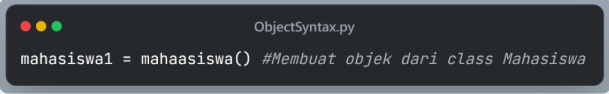 ObjectSyntax.py
mahasiswa1 = mahaasiswa() #Membuat objek dari class Mahasiswa